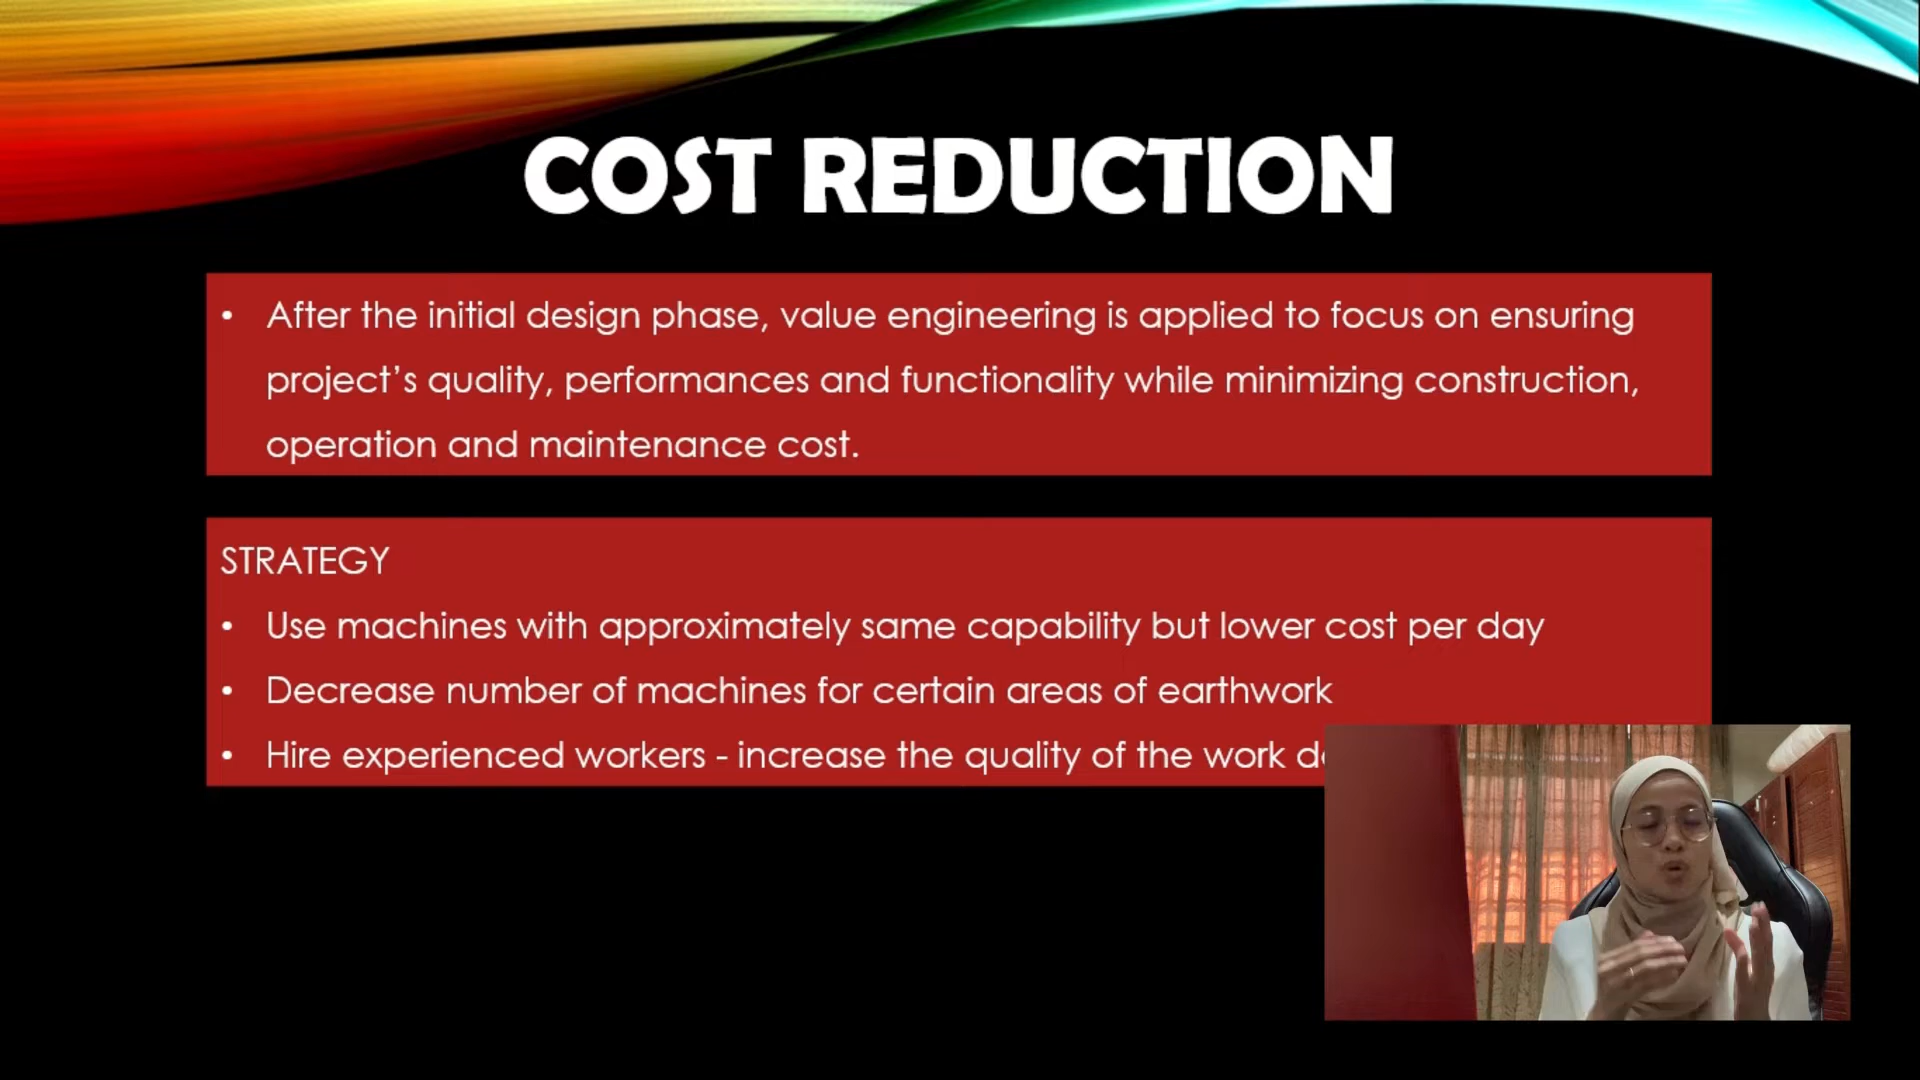 COST REDUCTION
• After the initial design phase, value engineering is applied to focus on ensuring
project’s quality, performances and functionality while minimizing construction,
operation and maintenance cost.
STRATEGY
• Use machines with approximately same capability but lower cost per day
• Decrease number of machines for certain areas of earthwork
• Hire experienced workers - increase the quality of the work